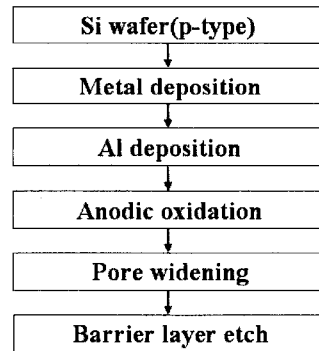 Si wafer(p-type)
Metal deposition
Al deposition
Anodic oxidation
Pore widening
Barrier layer etch